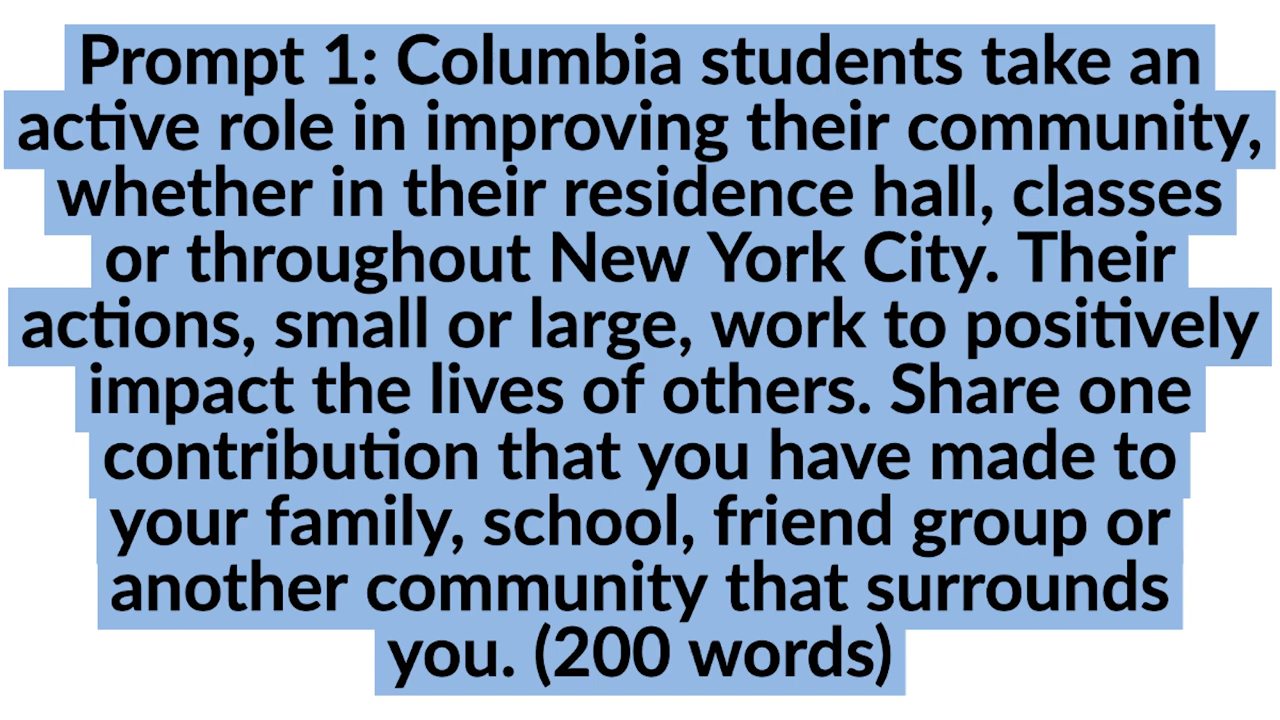 Prompt 1: Columbia students take an
active role in improving their community,
whether in their residence hall, classes
or throughout New York City. Their
actions, small or large, work to positively
impact the lives of others. Share one
contribution that you have made to
your family, school, friend group or
another community that surrounds
you. (200 words)